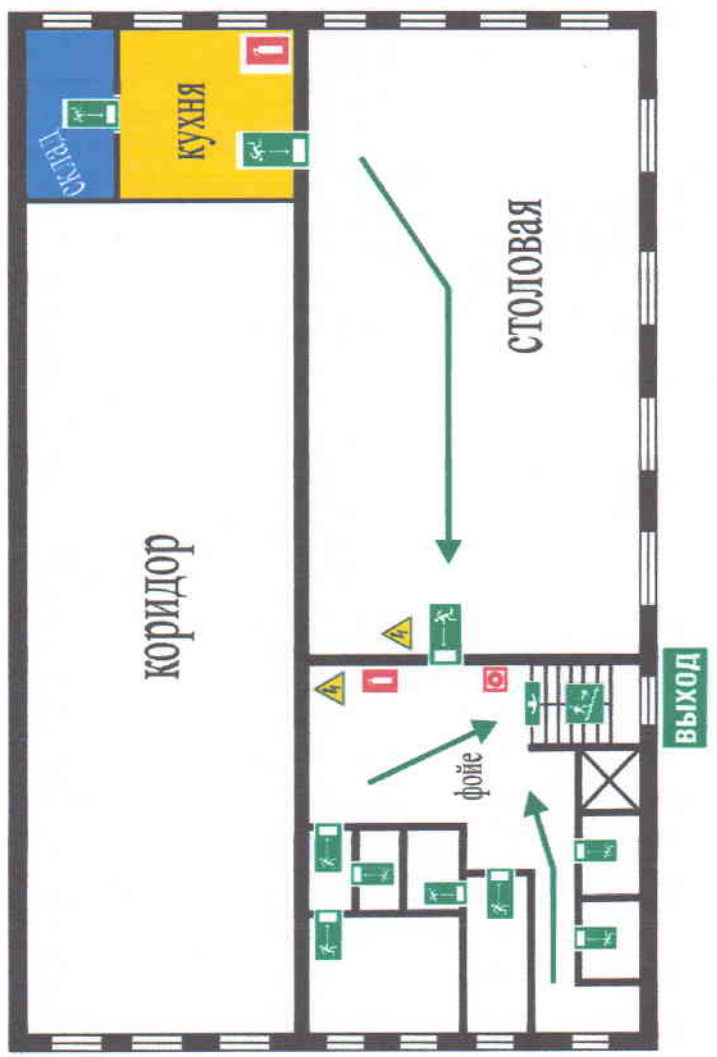 склад
кухня
столовая
коридор
фойе
ВЫХОД